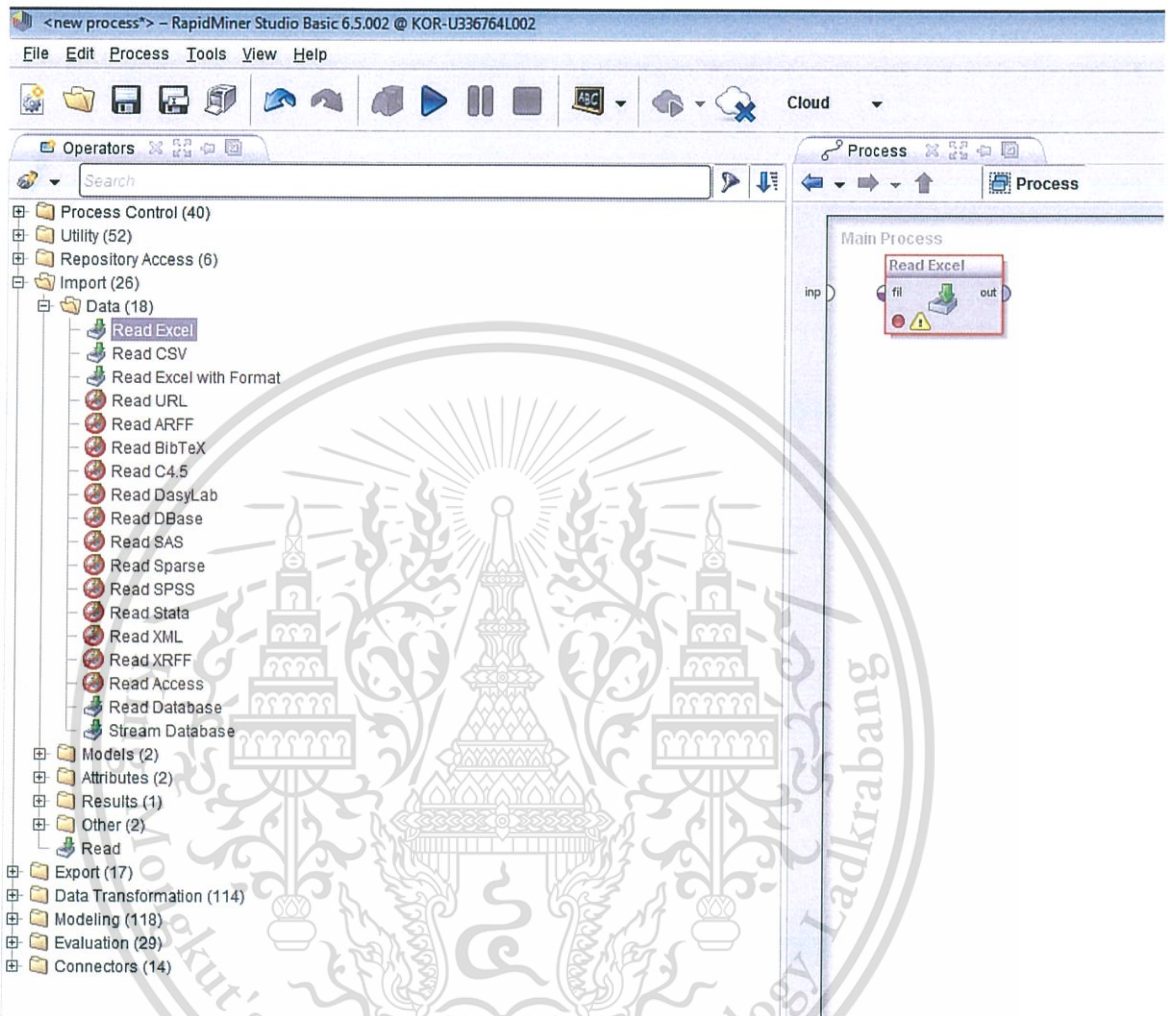 <new process*> – RapidMiner Studio Basic 6.5.002 @ KOR-U336764L002
File Edit Process Tools View Help
ABC Cloud
Operators
Search
Process Control (40)
Utility (52)
Repository Access (6)
Import (26)
Data (18)
Read Excel
Read CSV
Read Excel with Format
Read URL
Read ARFF
Read BibTeX
Read C4.5
Read DasyLab
Read DBase
Read SAS
Read Sparse
Read SPSS
Read Stata
Read XML
Read XRFF
Read Access
Read Database
Stream Database
Models (2)
Attributes (2)
Results (1)
Other (2)
Read
Export (17)
Data Transformation (114)
Modeling (118)
Evaluation (29)
Connectors (14)
Process
Process
Main Process
Read Excel
inp fil out
King Mongkut's
Ladkrabang